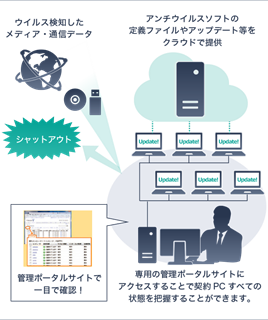 ウイルス検知した
メディア・通信データ
アンチウイルスソフトの
定義ファイルやアップデート等を
クラウドで提供
シャットアウト
Update!
Update!
Update!
Update!
Update!
Update!
管理ポータルサイトで
一目で確認！
専用の管理ポータルサイトに
アクセスすることで契約 PC すべての
状態を把握することができます。